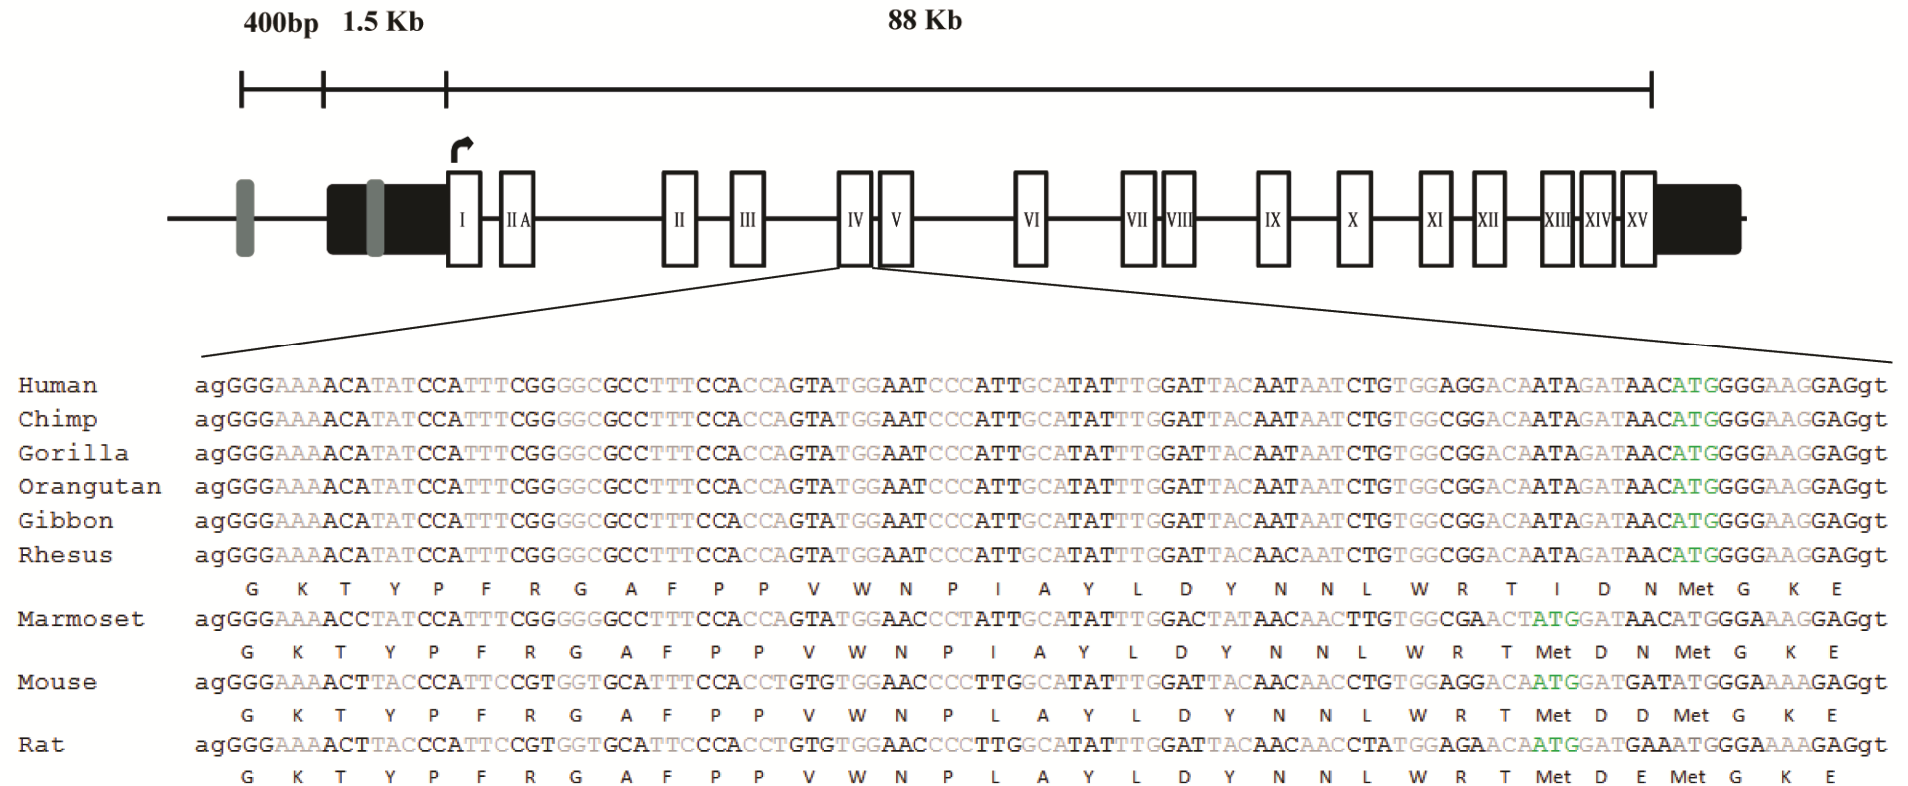 400bp 1.5 Kb 88 Kb
I II A II III IV V VI VII VIII IX X XI XII XIII XIV XV
Human agGGGAAAACATATCCATTTCGGGGCGCCTTTCCACCAGTATGGAATCCCATTGCATATTTGGATTACAATAATCTGTGGAGGACAATAGATAACATGGGGAAGGAGgt
Chimp agGGGAAAACATATCCATTTCGGGGCGCCTTTCCACCAGTATGGAATCCCATTGCATATTTGGATTACAATAATCTGTGGCGGACAATAGATAACATGGGGAAGGAGgt
Gorilla agGGGAAAACATATCCATTTCGGGGCGCCTTTCCACCAGTATGGAATCCCATTGCATATTTGGATTACAATAATCTGTGGCGGACAATAGATAACATGGGGAAGGAGgt
Orangutan agGGGAAAACATATCCATTTCGGGGCGCCTTTCCACCAGTATGGAATCCCATTGCATATTTGGATTACAATAATCTGTGGCGGACAATAGATAACATGGGGAAGGAGgt
Gibbon agGGGAAAACATATCCATTTCGGGGCGCCTTTCCACCAGTATGGAATCCCATTGCATATTTGGATTACAATAATCTGTGGCGGACAATAGATAACATGGGGAAGGAGgt
Rhesus agGGGAAAACATATCCATTTCGGGGCGCCTTTCCACCAGTATGGAATCCCATTGCATATTTGGATTACAACAATCTGTGGCGGACAATAGATAACATGGGGAAGGAGgt
G K T Y P F R G A F P P V W N P I A Y L D Y N N L W R T I D N Met G K E
Marmoset agGGGAAAACCTATCCATTTCGGGGGGCCTTTCCACCAGTATGGAACCCTATTGCATATTTGGACTATAACAACTTGTGGCGAACTATGGATAACATGGGAAAGGAGgt
G K T Y P F R G A F P P V W N P I A Y L D Y N N L W R T Met D N Met G K E
Mouse agGGGAAAACTTACCCATTCCGTGGTGCATTTCCACCTGTGTGGAACCCCTTGGCATATTTGGATTACAACAACCTGTGGAGGACAATGGATGATATGGGAAAAGAGgt
G K T Y P F R G A F P P V W N P L A Y L D Y N N L W R T Met D D Met G K E
Rat agGGGAAAACTTACCCATTCCGTGGTGCATTCCCACCTGTGTGGAACCCCTTGGCATATTTGGATTACAACAACCTATGGAGAACAATGGATGAAATGGGAAAAGAGgt
G K T Y P F R G A F P P V W N P L A Y L D Y N N L W R T Met D E Met G K E